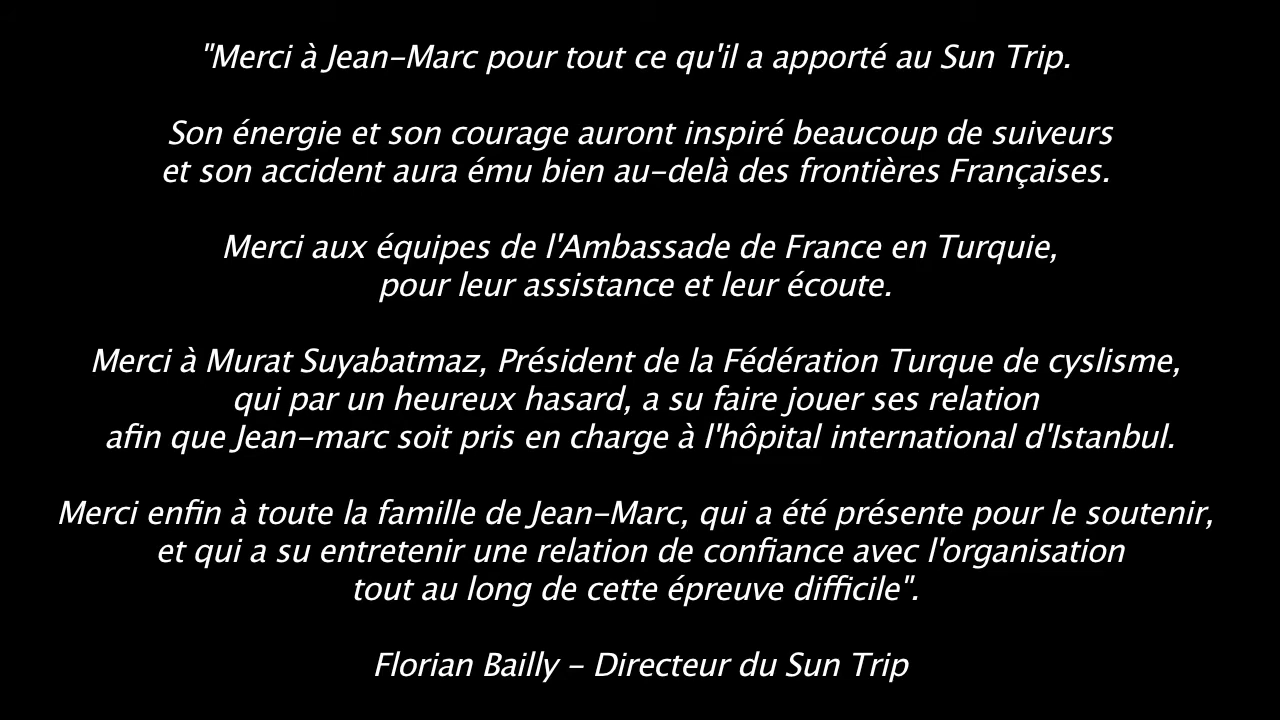 "Merci à Jean-Marc pour tout ce qu'il a apporté au Sun Trip.
Son énergie et son courage auront inspiré beaucoup de suiveurs
et son accident aura ému bien au-delà des frontières Françaises.
Merci aux équipes de l'Ambassade de France en Turquie,
pour leur assistance et leur écoute.
Merci à Murat Suyabatmaz, Président de la Fédération Turque de cyslisme,
qui par un heureux hasard, a su faire jouer ses relation
afin que Jean-marc soit pris en charge à l'hôpital international d'Istanbul.
Merci enfin à toute la famille de Jean-Marc, qui a été présente pour le soutenir,
et qui a su entretenir une relation de confiance avec l'organisation
tout au long de cette épreuve difficile".
Florian Bailly - Directeur du Sun Trip